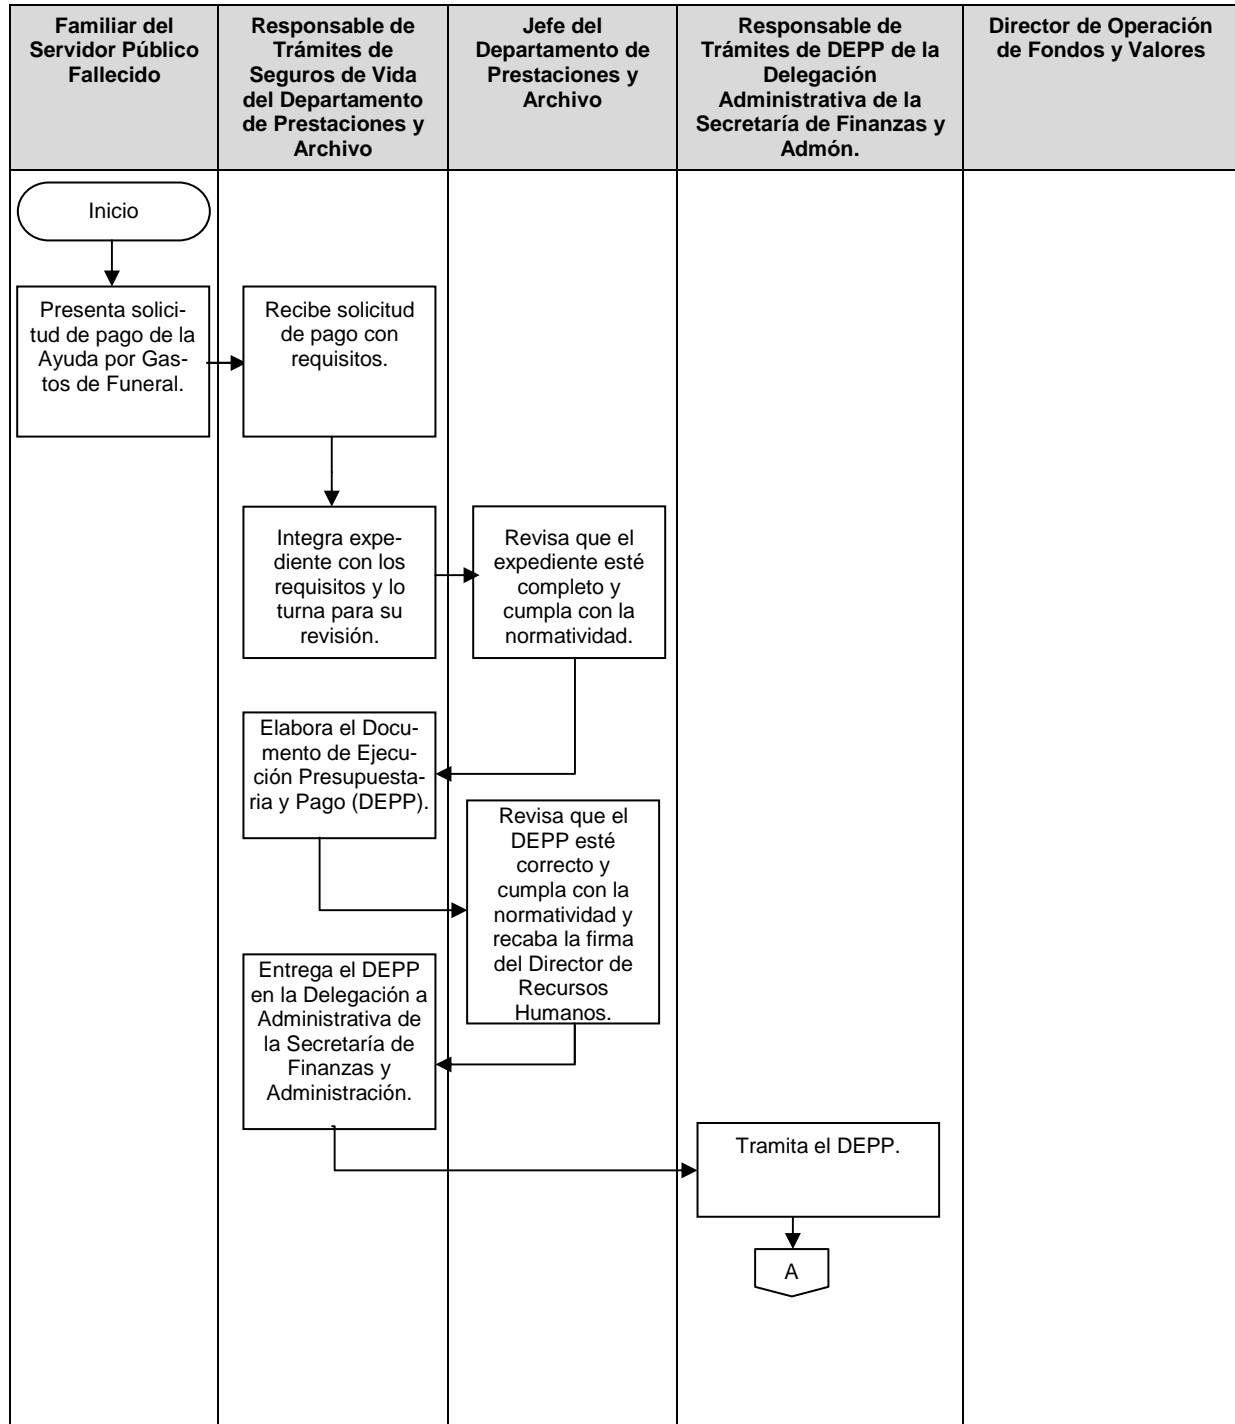 Familiar del
Servidor Público
Fallecido
Responsable de
Trámites de
Seguros de Vida
del Departamento
de Prestaciones y
Archivo
Jefe del
Departamento de
Prestaciones y
Archivo
Responsable de
Trámites de DEPP de la
Delegación
Administrativa de la
Secretaría de Finanzas y
Admón.
Director de Operación
de Fondos y Valores
Inicio
Presenta solici-
tud de pago de la
Ayuda por Gas-
tos de Funeral.
Recibe solicitud
de pago con
requisitos.
Integra expe-
diente con los
requisitos y lo
turna para su
revisión.
Revisa que el
expediente esté
completo y
cumpla con la
normatividad.
Elabora el Docu-
mento de Ejecu-
ción Presupuesta-
ria y Pago (DEPP).
Revisa que el
DEPP esté
correcto y
cumpla con la
normatividad y
recaba la firma
del Director de
Recursos
Humanos.
Entrega el DEPP
en la Delegación a
Administrativa de
la Secretaría de
Finanzas y
Administración.
Tramita el DEPP.
A